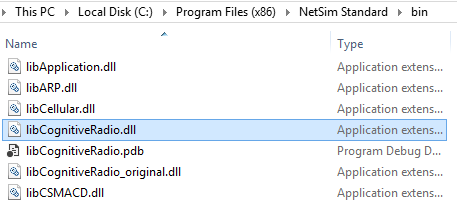 This PC ▸ Local Disk (C:) ▸ Program Files (x86) ▸ NetSim Standard ▸ bin
Name Type
libApplication.dll Application extens...
libARP.dll Application extens...
libCellular.dll Application extens...
libCognitiveRadio.dll Application extens...
libCognitiveRadio.pdb Program Debug D...
libCognitiveRadio_original.dll Application extens...
libCSMACD.dll Application extens...